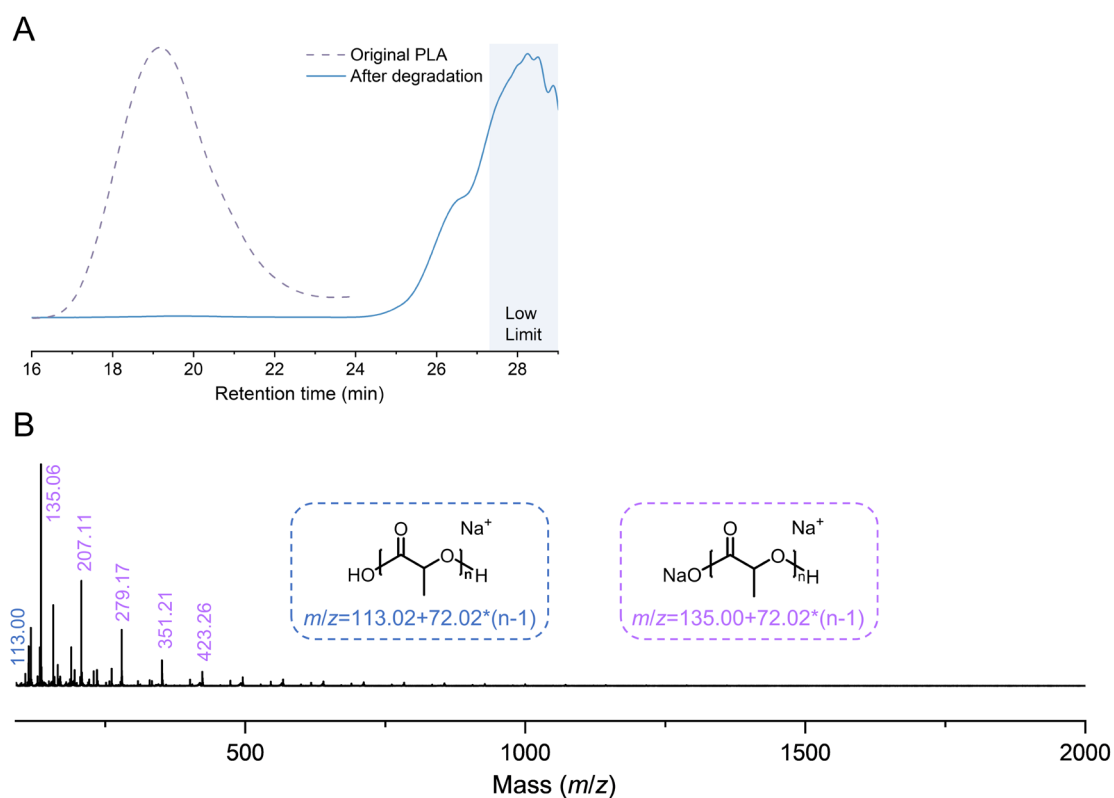 A
Original PLA
After degradation
Low
Limit
16 18 20 22 24 26 28
Retention time (min)
B
113.00
135.06
207.11
279.17
351.21
423.26
O
Na+
HO
O
n
H
m/z=113.02+72.02*(n-1)
O
Na+
NaO
O
n
H
m/z=135.00+72.02*(n-1)
500 1000 1500 2000
Mass (m/z)